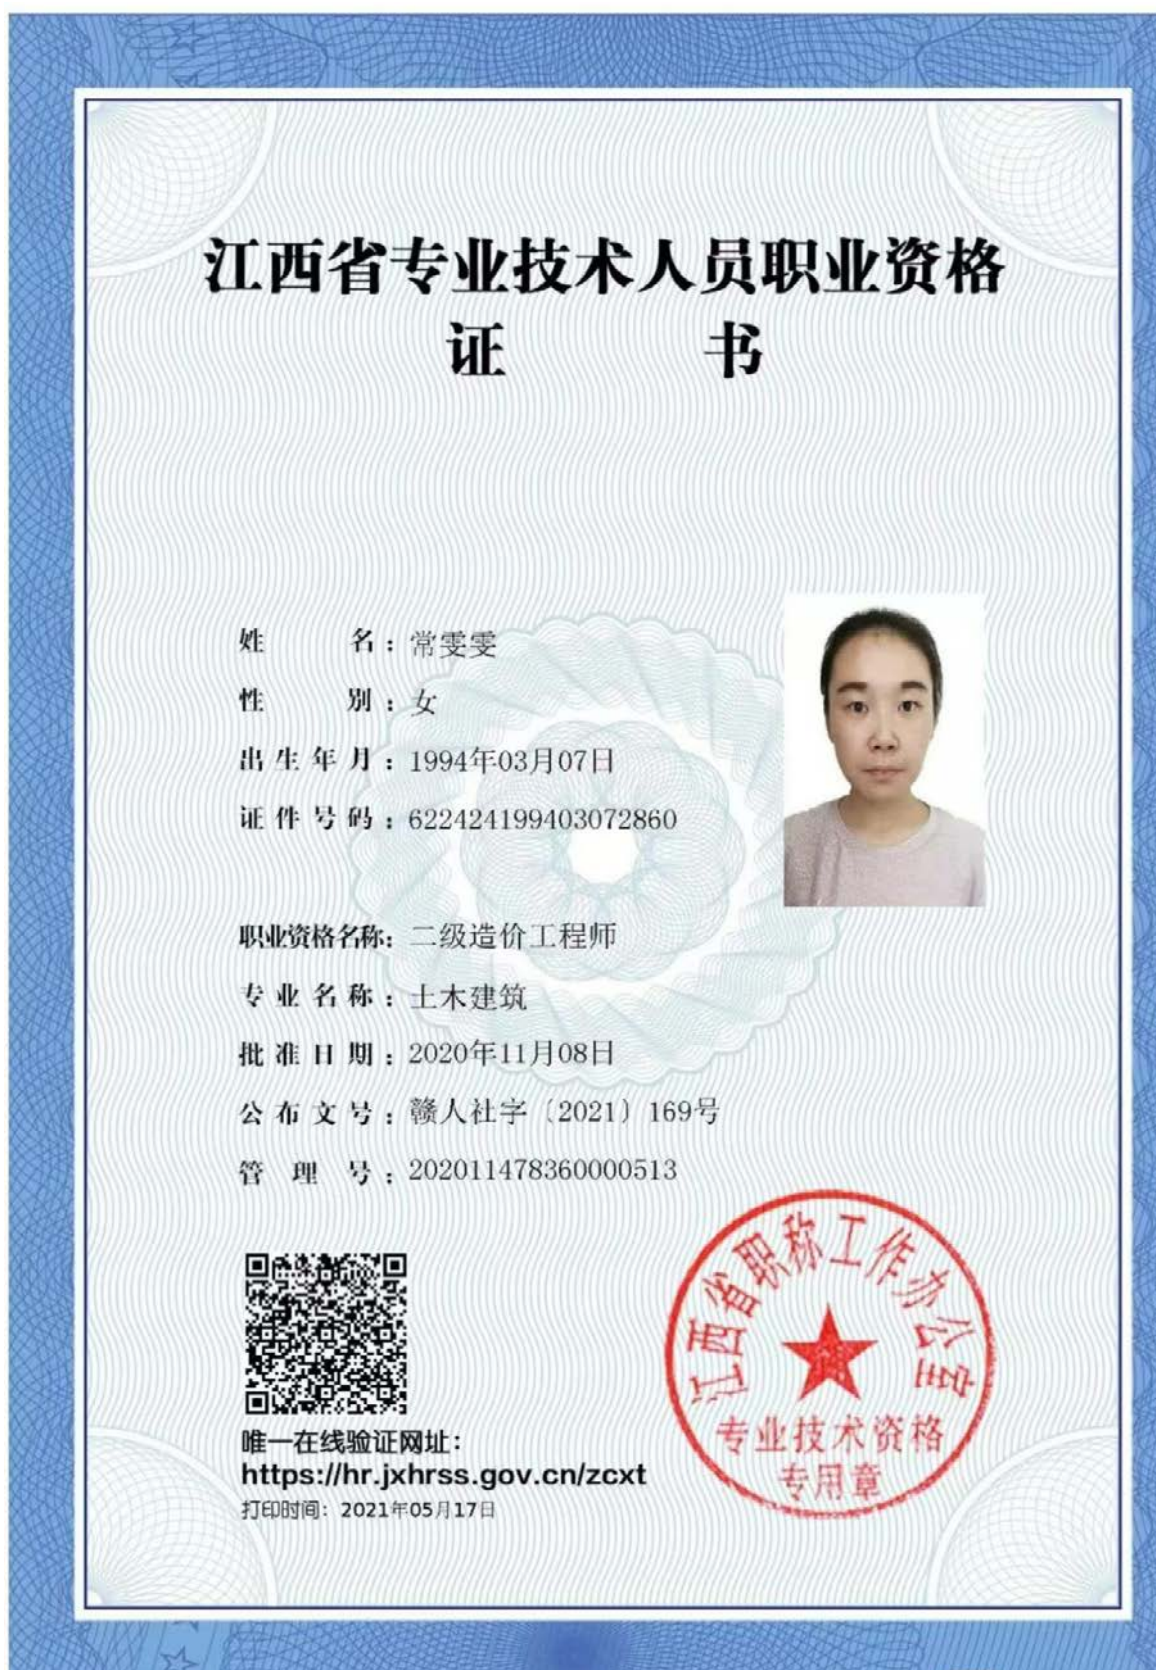 江西省专业技术人员职业资格
证 书
姓 名：常雯雯
性 别：女
出生年月：1994年03月07日
证件号码：622424199403072860
职业资格名称：二级造价工程师
专业名称：土木建筑
批准日期：2020年11月08日
公布文号：赣人社字〔2021〕169号
管 理 号：202011478360000513
江西省职称工作办公室
专业技术资格
专用章
唯一在线验证网址：
https://hr.jxhrss.gov.cn/zcxt
打印时间：2021年05月17日